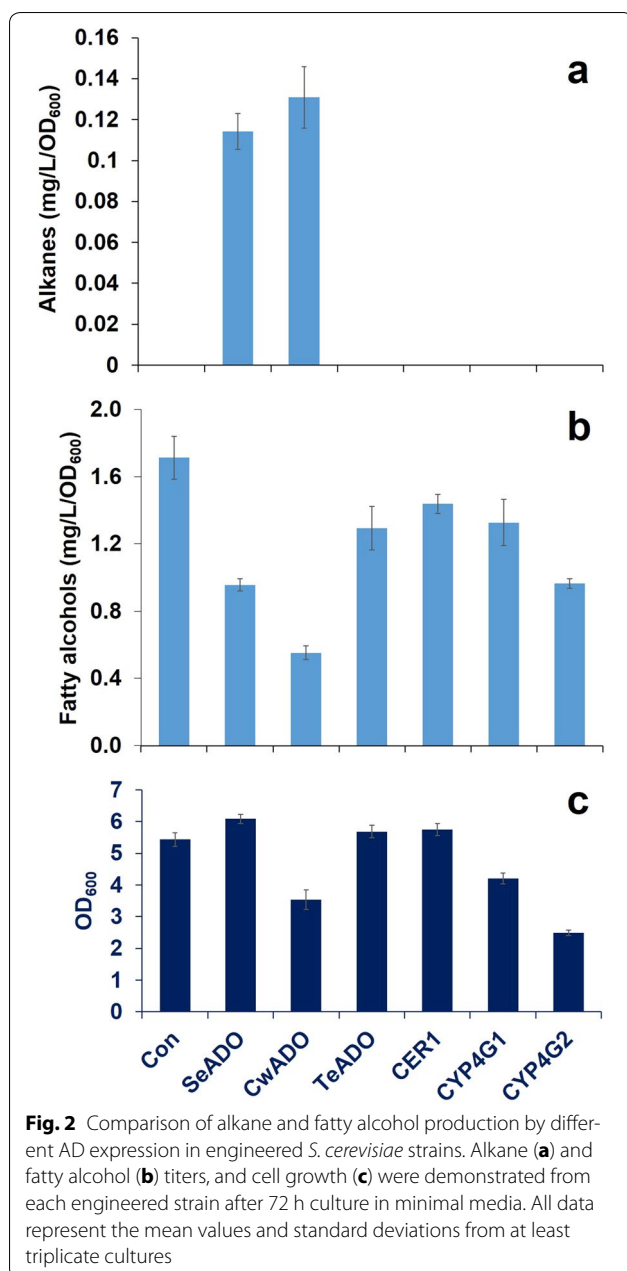 a
Alkanes (mg/L/OD600)
0.16
0.14
0.12
0.1
0.08
0.06
0.04
0.02
0
b
Fatty alcohols (mg/L/OD600)
2.0
1.6
1.2
0.8
0.4
0.0
c
OD600
7
6
5
4
3
2
1
0
Con
SeADO
CwADO
TeADO
CER1
CYP4G1
CYP4G2
Fig. 2 Comparison of alkane and fatty alcohol production by differ-
ent AD expression in engineered S. cerevisiae strains. Alkane (a) and
fatty alcohol (b) titers, and cell growth (c) were demonstrated from
each engineered strain after 72 h culture in minimal media. All data
represent the mean values and standard deviations from at least
triplicate cultures